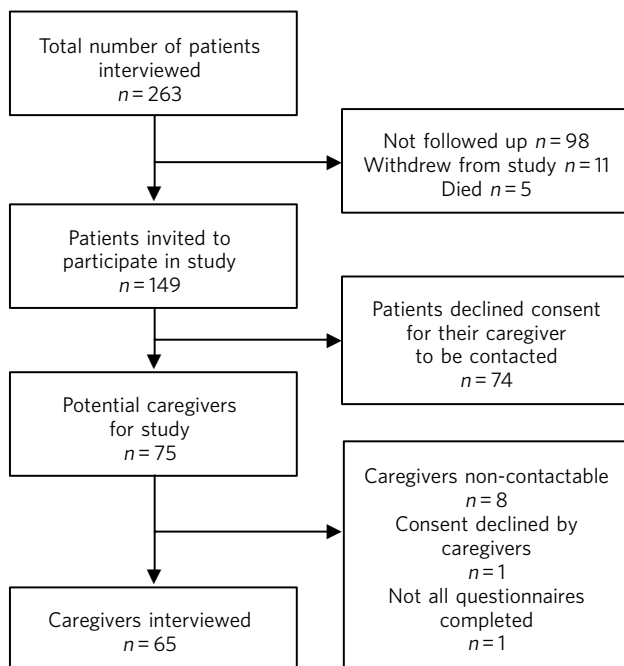 Total number of patients
interviewed
n = 263
Not followed up n = 98
Withdrew from study n = 11
Died n = 5
Patients invited to
participate in study
n = 149
Patients declined consent
for their caregiver
to be contacted
n = 74
Potential caregivers
for study
n = 75
Caregivers non-contactable
n = 8
Consent declined by
caregivers
n = 1
Not all questionnaires
completed
n = 1
Caregivers interviewed
n = 65